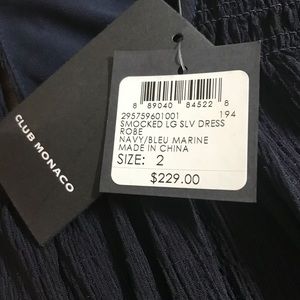 CLUB MONACO
8 89040 84522 8
295759601001 194
SMOCKED LG SLV DRESS
ROBE
NAVY/BLEU MARINE
MADE IN CHINA
SIZE: 2
$229.00